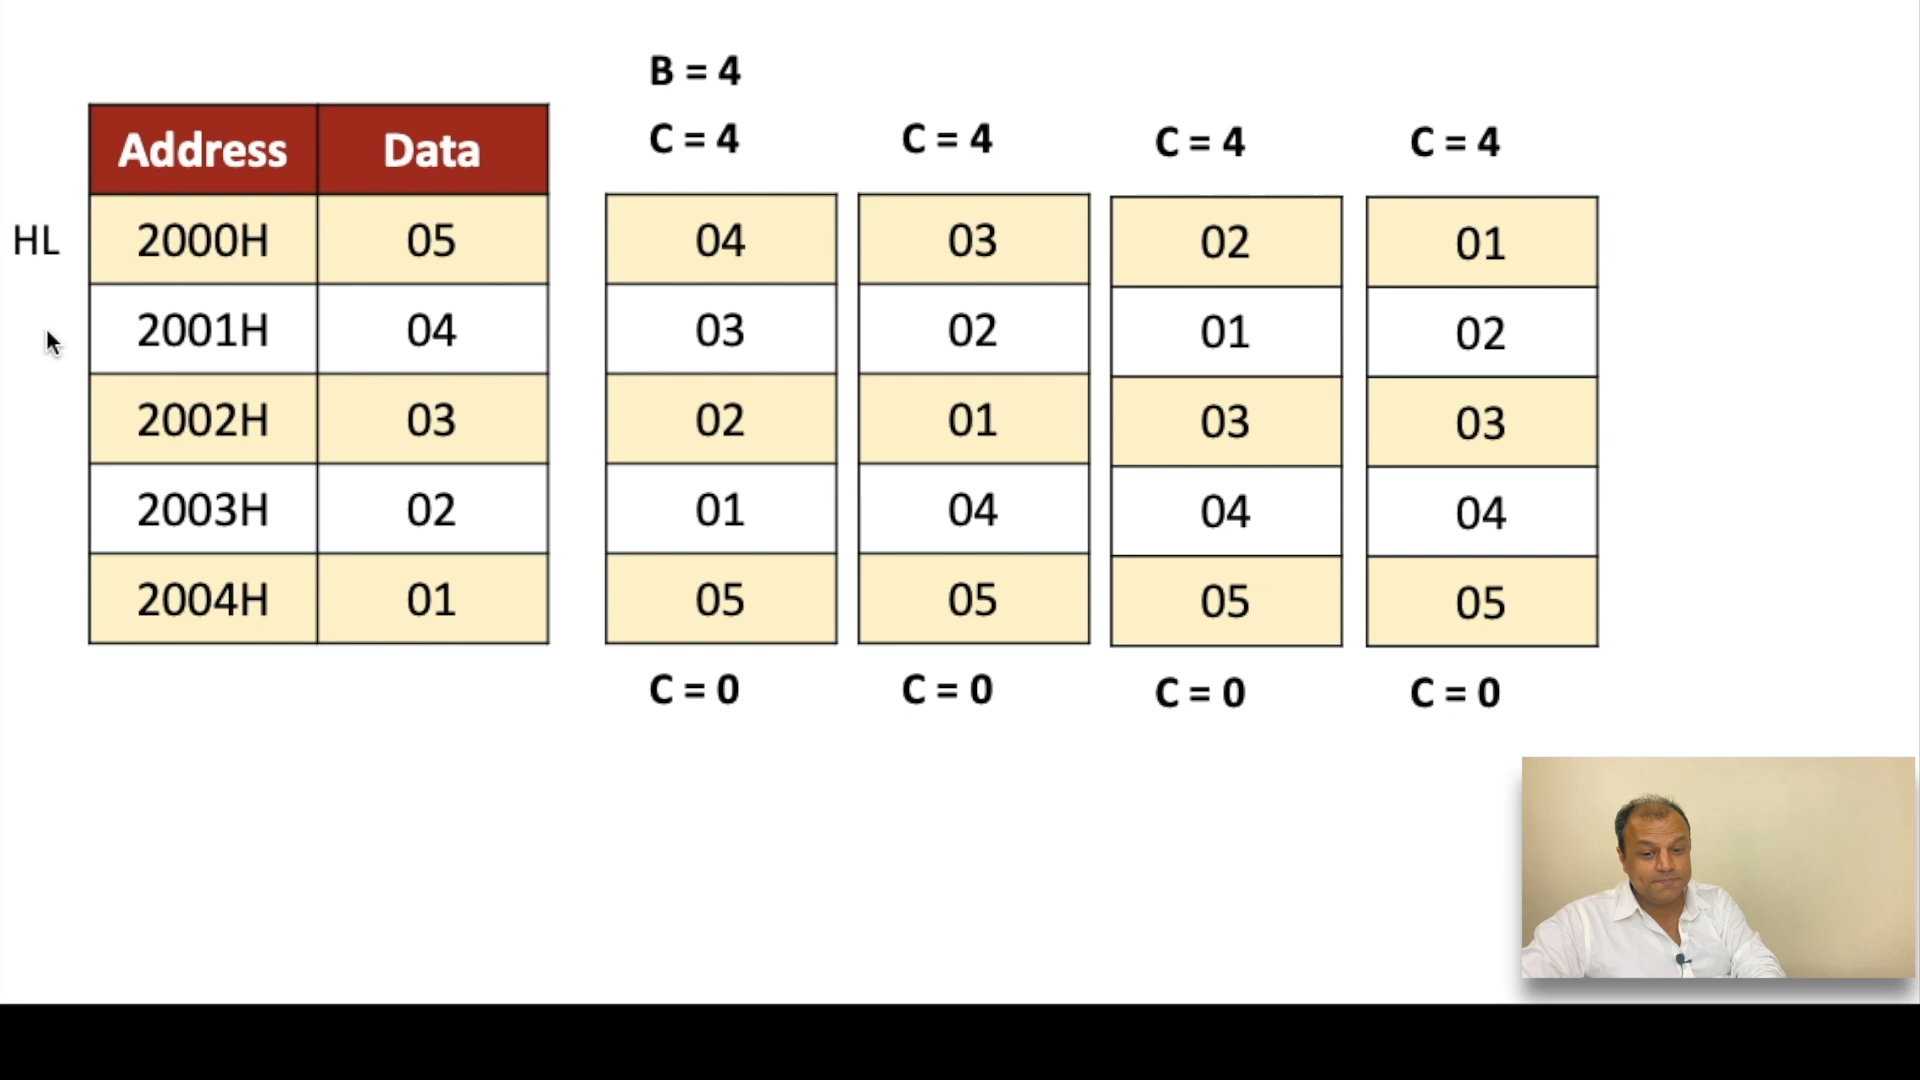 B = 4
C = 4 C = 4 C = 4 C = 4
Address Data
HL 2000H 05 04 03 02 01
2001H 04 03 02 01 02
2002H 03 02 01 03 03
2003H 02 01 04 04 04
2004H 01 05 05 05 05
C = 0 C = 0 C = 0 C = 0